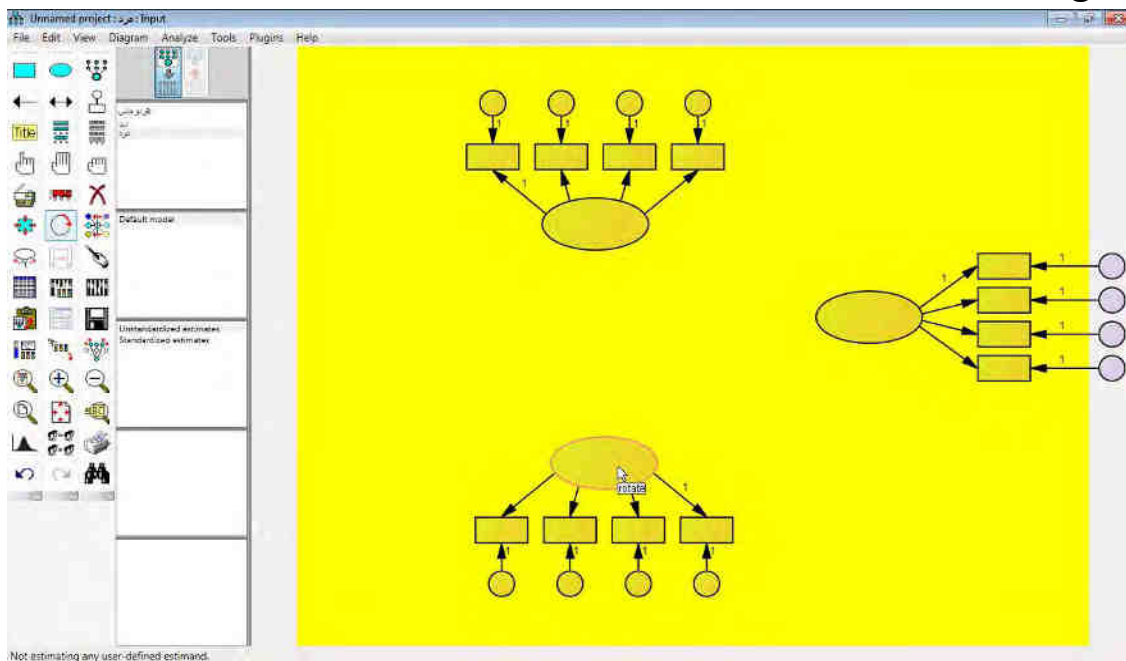 Unnamed project : مرد : Input
File Edit View Diagram Analyze Tools Plugins Help
Title
Default model
Unstandardized estimates
Standardized estimates
1 1 1 1
1
1
1
1
1
1
rotate
1
1 1 1 1
Not estimating any user-defined estimand.